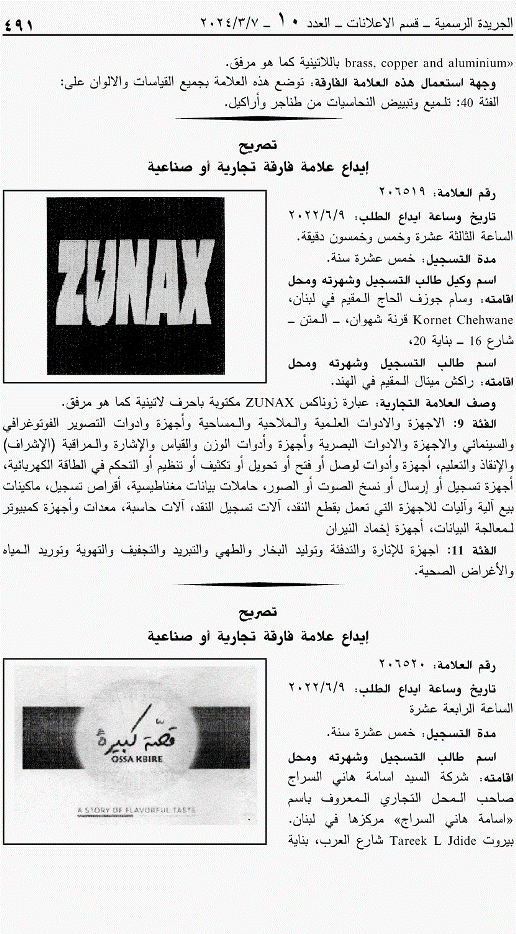 الجريدة الرسمية ــ قسم الاعلانات ــ العدد ١٠ ــ ٢٠٢٤/٣/٧ ٤٩١
«brass, copper and aluminium باللاتينية كما هو مرفق.
وجهة استعمال هذه العلامة الفارقة: توضع هذه العلامة بجميع القياسات والالوان على:
الفئة 40: تلميع وتبييض النحاسيات من طناجر وأراكيل.
تصريح
إيداع علامة فارقة تجارية أو صناعية
رقم العلامة: ٢٠٦٥١٩
تاريخ وساعة ايداع الطلب: ٢٠٢٢/٦/٩
الساعة الثالثة عشرة وخمس وخمسون دقيقة.
مدة التسجيل: خمس عشرة سنة.
اسم وكيل طالب التسجيل وشهرته ومحل
اقامته: وسام جوزف الحاج المقيم في لبنان،
Kornet Chehwane قرنة شهوان، ــ المتن ــ
شارع 16 ــ بناية 20،
اسم طالب التسجيل وشهرته ومحل
اقامته: راكش ميتال المقيم في الهند.
ZUNAX
وصف العلامة التجارية: عبارة زوناكس ZUNAX مكتوبة باحرف لاتينية كما هو مرفق.
الفئة 9: الاجهزة والادوات العلمية والملاحية والمساحية وأجهزة وادوات التصوير الفوتوغرافي
والسينمائي والاجهزة والادوات البصرية وأجهزة وأدوات الوزن والقياس والإشارة والمراقبة (الإشراف)
والإنقاذ والتعليم، أجهزة وأدوات لوصل أو فتح أو تحويل أو تكثيف أو تنظيم أو التحكم في الطاقة الكهربائية،
أجهزة تسجيل أو إرسال أو نسخ الصوت أو الصور، حاملات بيانات مغناطيسية، أقراص تسجيل، ماكينات
بيع آلية وآليات للاجهزة التي تعمل بقطع النقد، آلات تسجيل النقد، آلات حاسبة، معدات وأجهزة كمبيوتر
لمعالجة البيانات، أجهزة إخماد النيران
الفئة 11: اجهزة للإنارة والتدفئة وتوليد البخار والطهي والتبريد والتجفيف والتهوية وتوريد المياه
والأغراض الصحية.
تصريح
إيداع علامة فارقة تجارية أو صناعية
رقم العلامة: ٢٠٦٥٢٠
تاريخ وساعة ايداع الطلب: ٢٠٢٢/٦/٩
الساعة الرابعة عشرة
مدة التسجيل: خمس عشرة سنة.
اسم طالب التسجيل وشهرته ومحل
اقامته: شركة السيد اسامة هاني السراج
صاحب المحل التجاري المعروف باسم
«اسامة هاني السراج» مركزها في لبنان.
بيروت Tareek L Jdide شارع العرب، بناية
قصّة كبيرة
OSSA KBIRE
A STORY OF FLAVORFUL TASTE